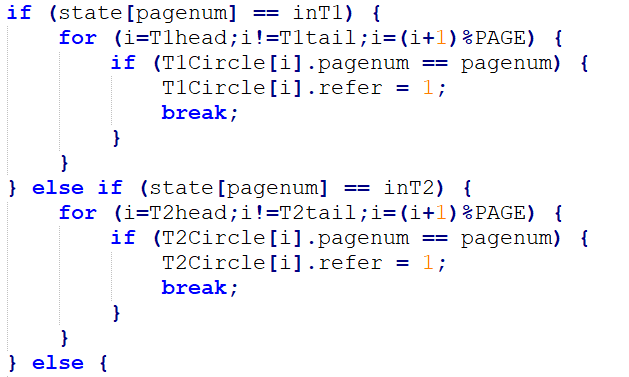 if (state[pagenum] == inT1) {
    for (i=T1head;i!=T1tail;i=(i+1)%PAGE) {
        if (T1Circle[i].pagenum == pagenum) {
            T1Circle[i].refer = 1;
            break;
        }
    }
} else if (state[pagenum] == inT2) {
    for (i=T2head;i!=T2tail;i=(i+1)%PAGE) {
        if (T2Circle[i].pagenum == pagenum) {
            T2Circle[i].refer = 1;
            break;
        }
    }
} else {